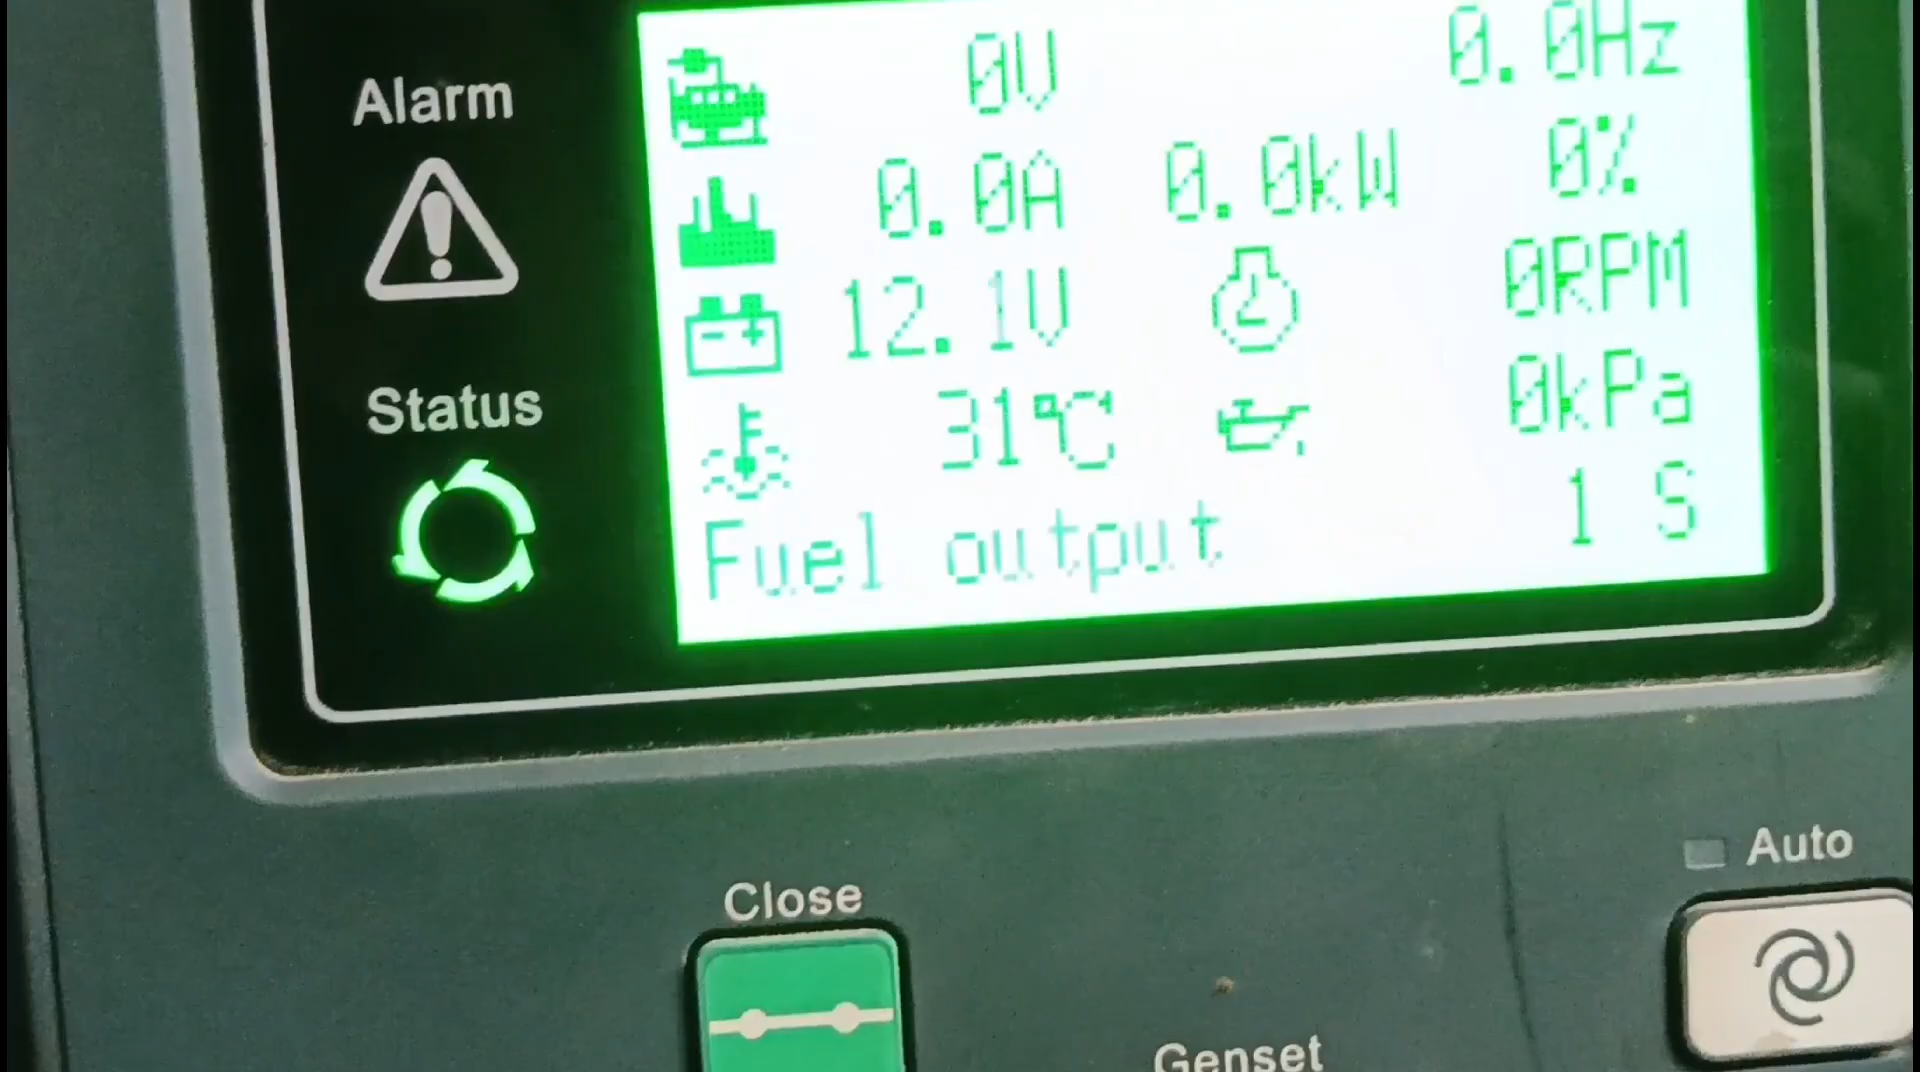 Alarm
0V 0.0Hz
0.0A 0.0kW 0%
12.1V 0RPM
Status
31℃ 0kPa
Fuel output 1 S
Auto
Close
Genset